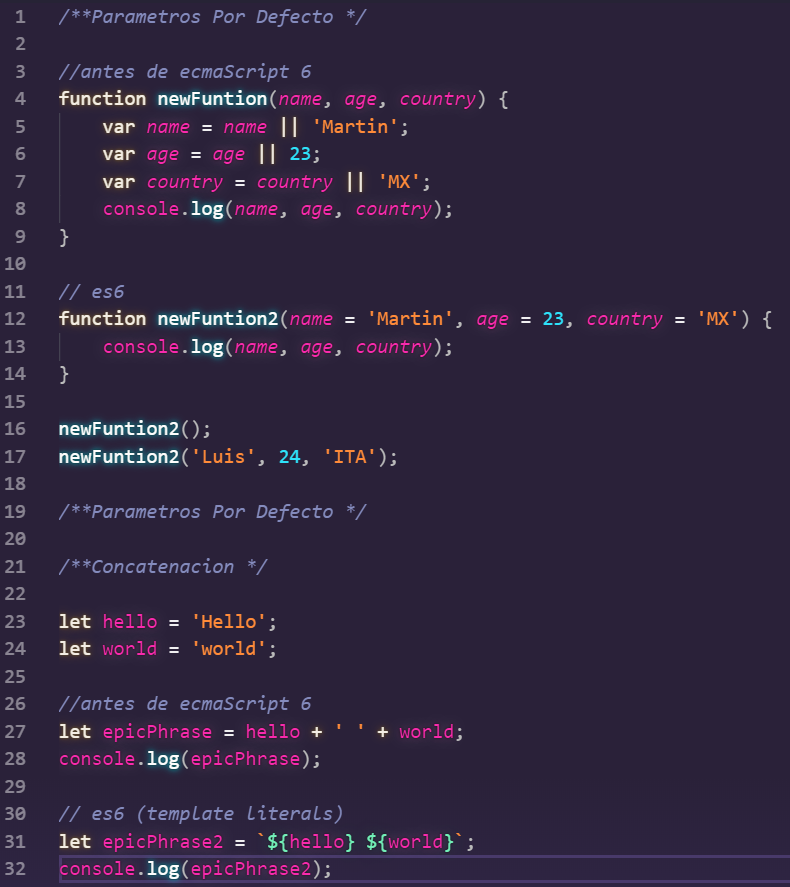 1 /**Parametros Por Defecto */
2
3 //antes de ecmaScript 6
4 function newFuntion(name, age, country) {
5     var name = name || 'Martin';
6     var age = age || 23;
7     var country = country || 'MX';
8     console.log(name, age, country);
9 }
10
11 // es6
12 function newFuntion2(name = 'Martin', age = 23, country = 'MX') {
13     console.log(name, age, country);
14 }
15
16 newFuntion2();
17 newFuntion2('Luis', 24, 'ITA');
18
19 /**Parametros Por Defecto */
20
21 /**Concatenacion */
22
23 let hello = 'Hello';
24 let world = 'world';
25
26 //antes de ecmaScript 6
27 let epicPhrase = hello + ' ' + world;
28 console.log(epicPhrase);
29
30 // es6 (template literals)
31 let epicPhrase2 = `${hello} ${world}`;
32 console.log(epicPhrase2);